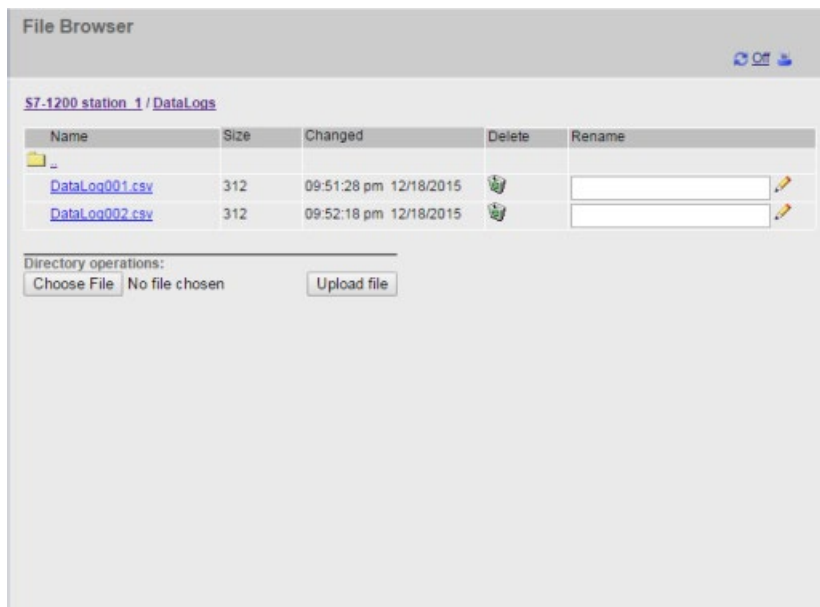 File Browser
Off
S7-1200 station_1 / DataLogs
Name Size Changed Delete Rename
..
DataLog001.csv 312 09:51:28 pm 12/18/2015
DataLog002.csv 312 09:52:18 pm 12/18/2015
Directory operations:
Choose File No file chosen Upload file